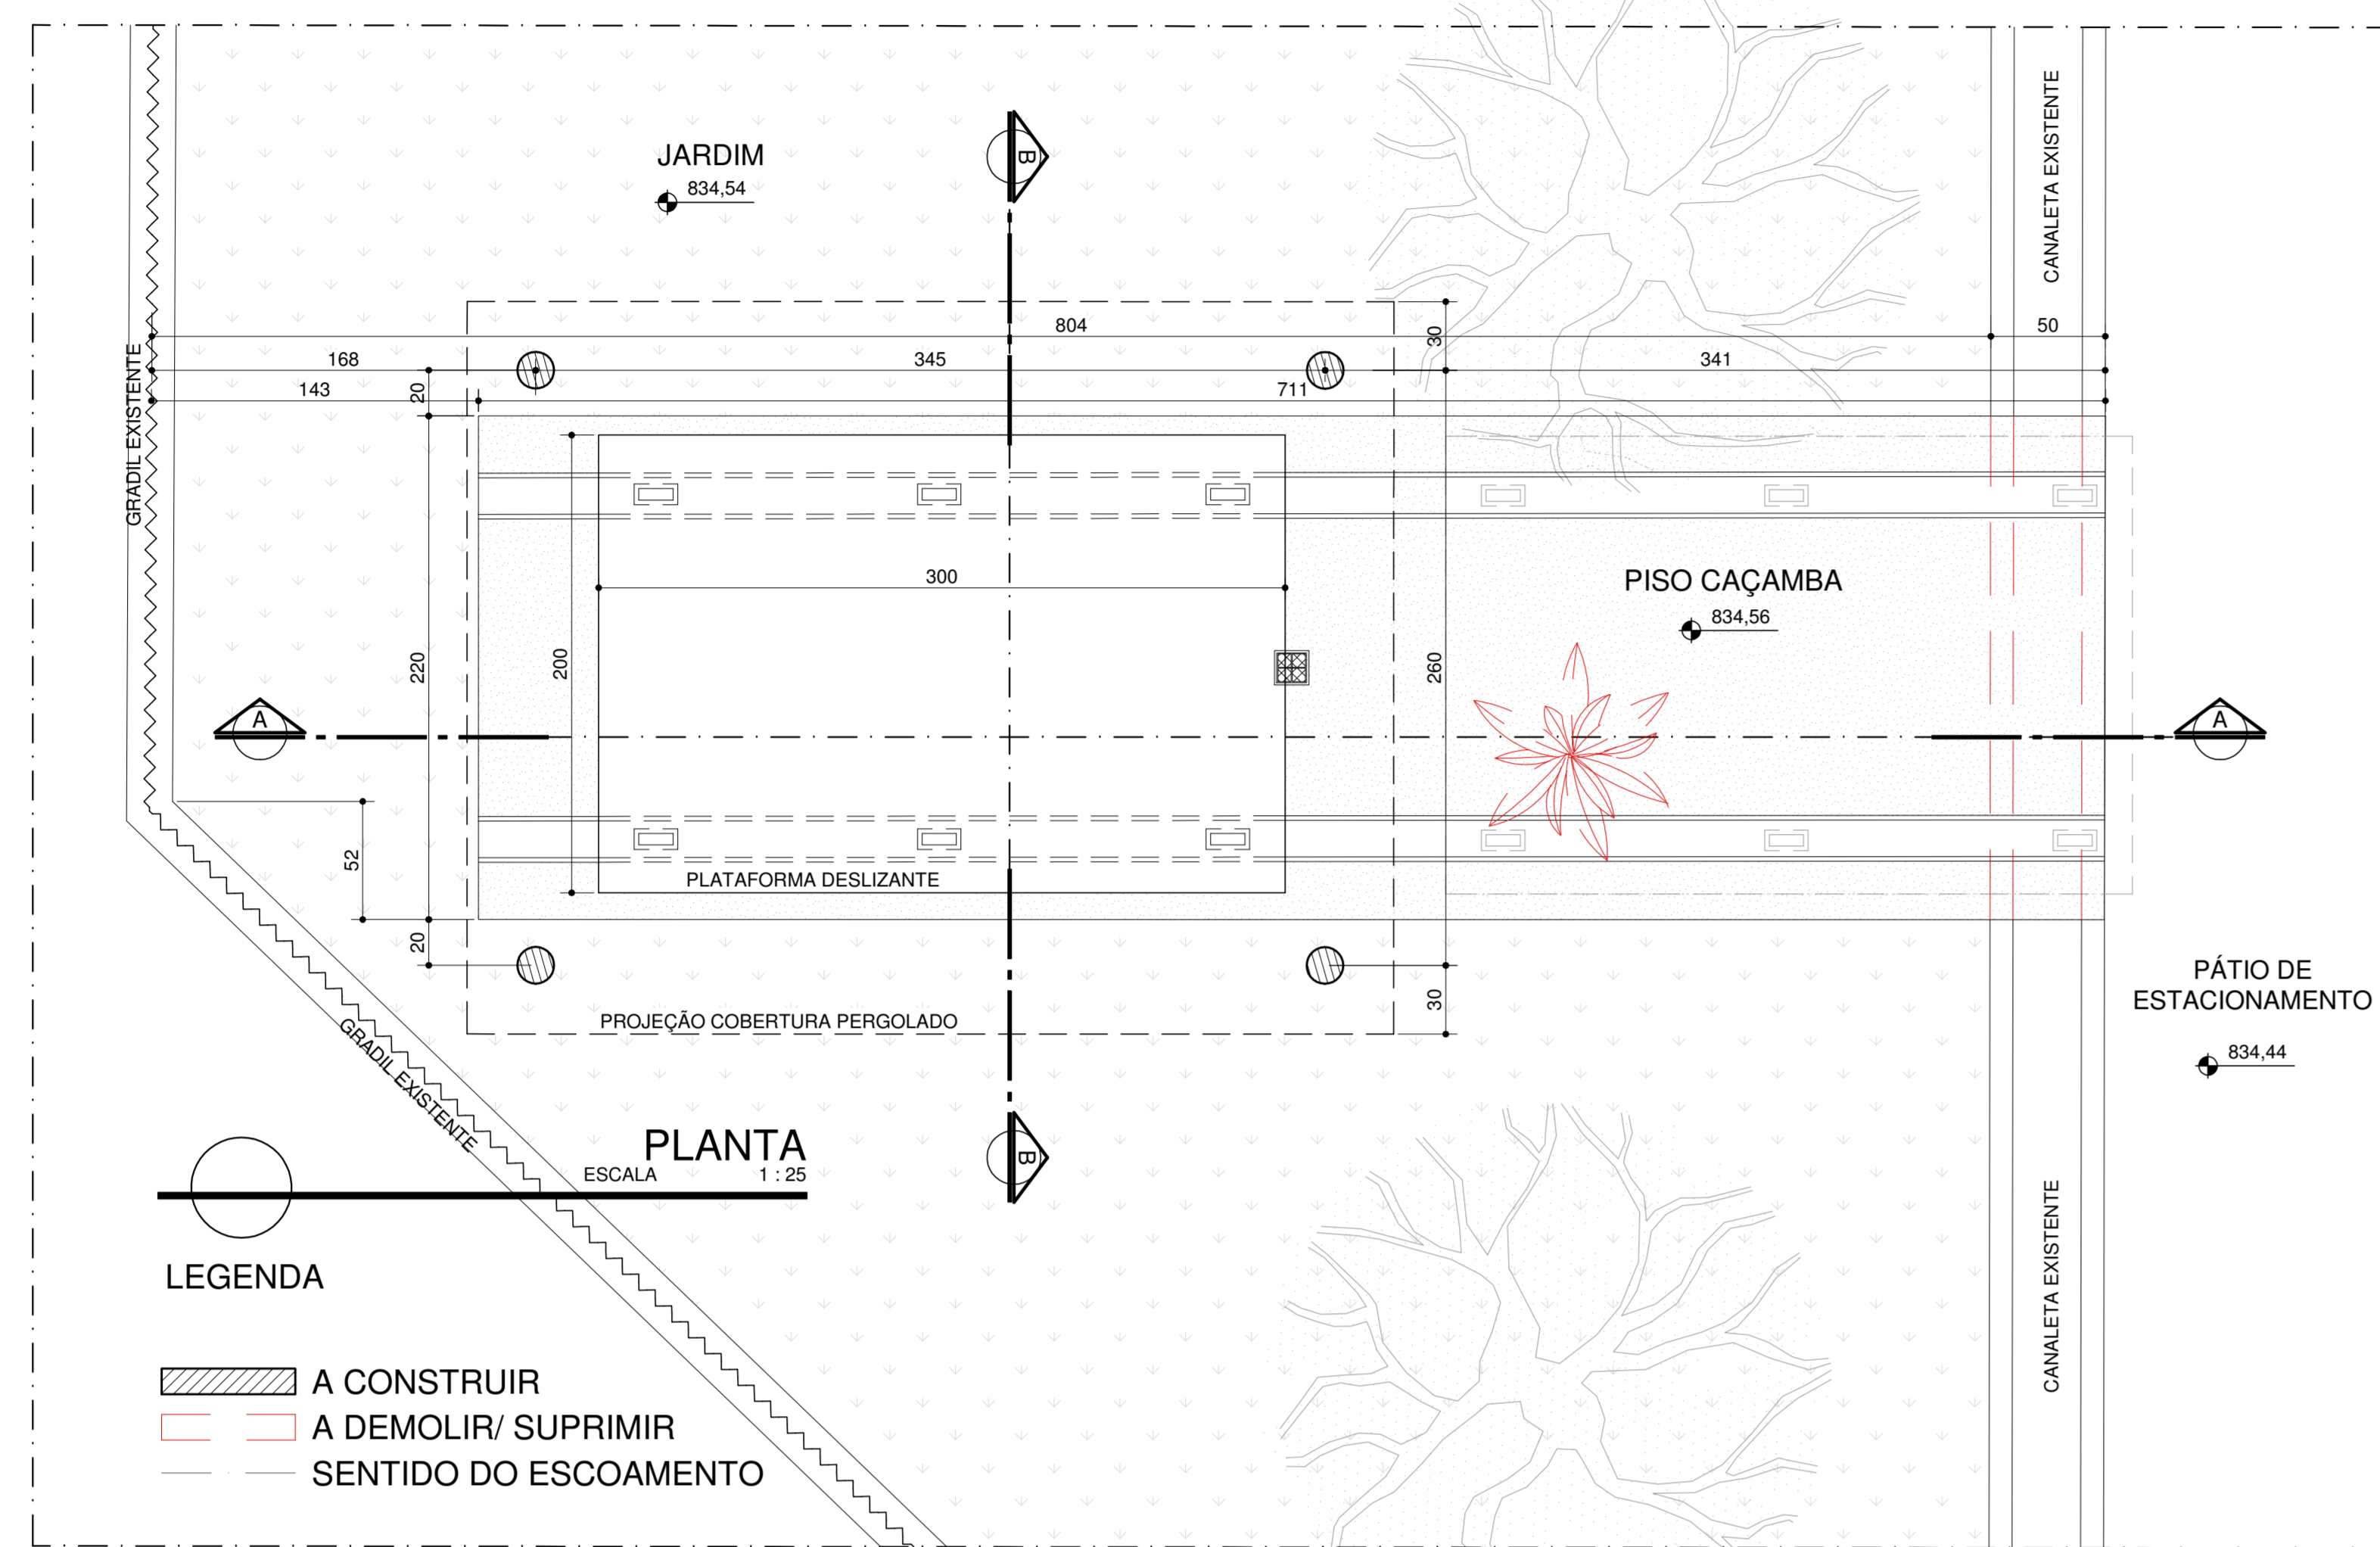 JARDIM
834,54
B
CANALETA EXISTENTE
804
50
30
168
345
341
143
20
711
GRADIL EXISTENTE
300
PISO CAÇAMBA
834,56
220
200
260
A
A
52
PLATAFORMA DESLIZANTE
20
30
PROJEÇÃO COBERTURA PERGOLADO
PÁTIO DE
ESTACIONAMENTO
834,44
GRADIL EXISTENTE
PLANTA
ESCALA 1 : 25
B
CANALETA EXISTENTE
LEGENDA
A CONSTRUIR
A DEMOLIR/ SUPRIMIR
SENTIDO DO ESCOAMENTO